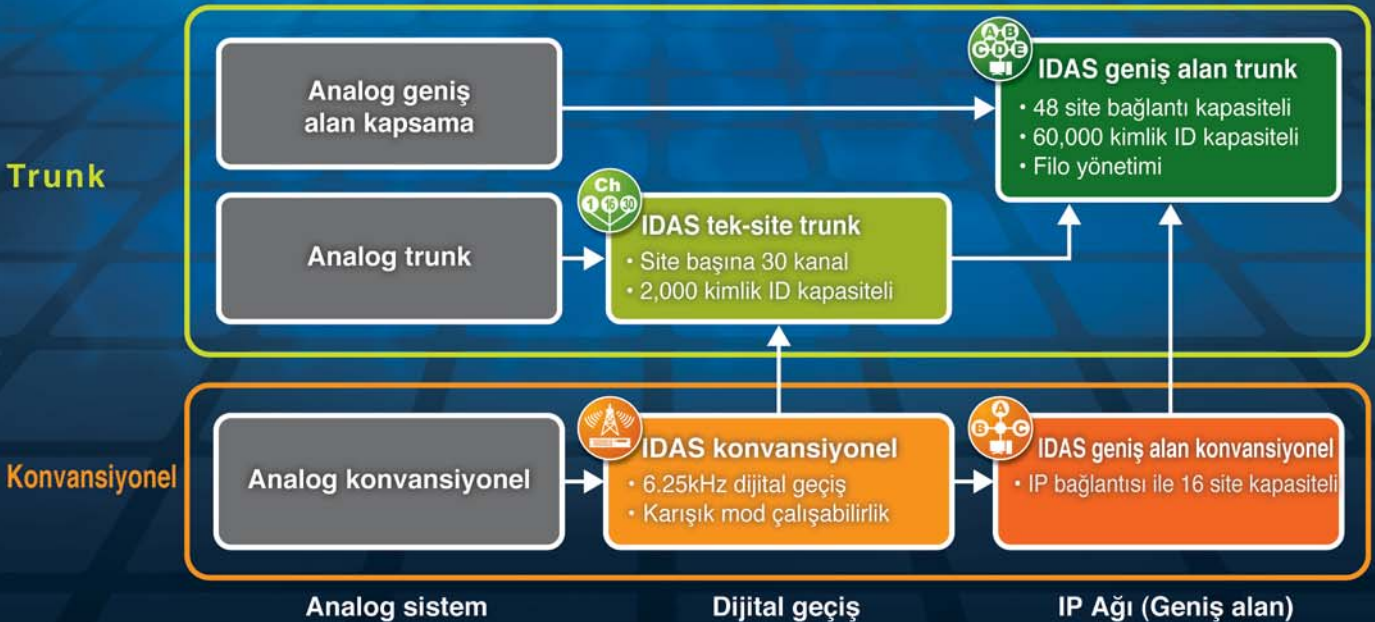 Trunk
Analog geniş
alan kapsama
A B
C D E
IDAS geniş alan trunk
• 48 site bağlantı kapasiteli
• 60,000 kimlik ID kapasiteli
• Filo yönetimi
Analog trunk
Ch
1 16 30
IDAS tek-site trunk
• Site başına 30 kanal
• 2,000 kimlik ID kapasiteli
Konvansiyonel
Analog konvansiyonel
IDAS konvansiyonel
• 6.25kHz dijital geçiş
• Karışık mod çalışabilirlik
A
B C
IDAS geniş alan konvansiyonel
• IP bağlantısı ile 16 site kapasiteli
Analog sistem
Dijital geçiş
IP Ağı (Geniş alan)